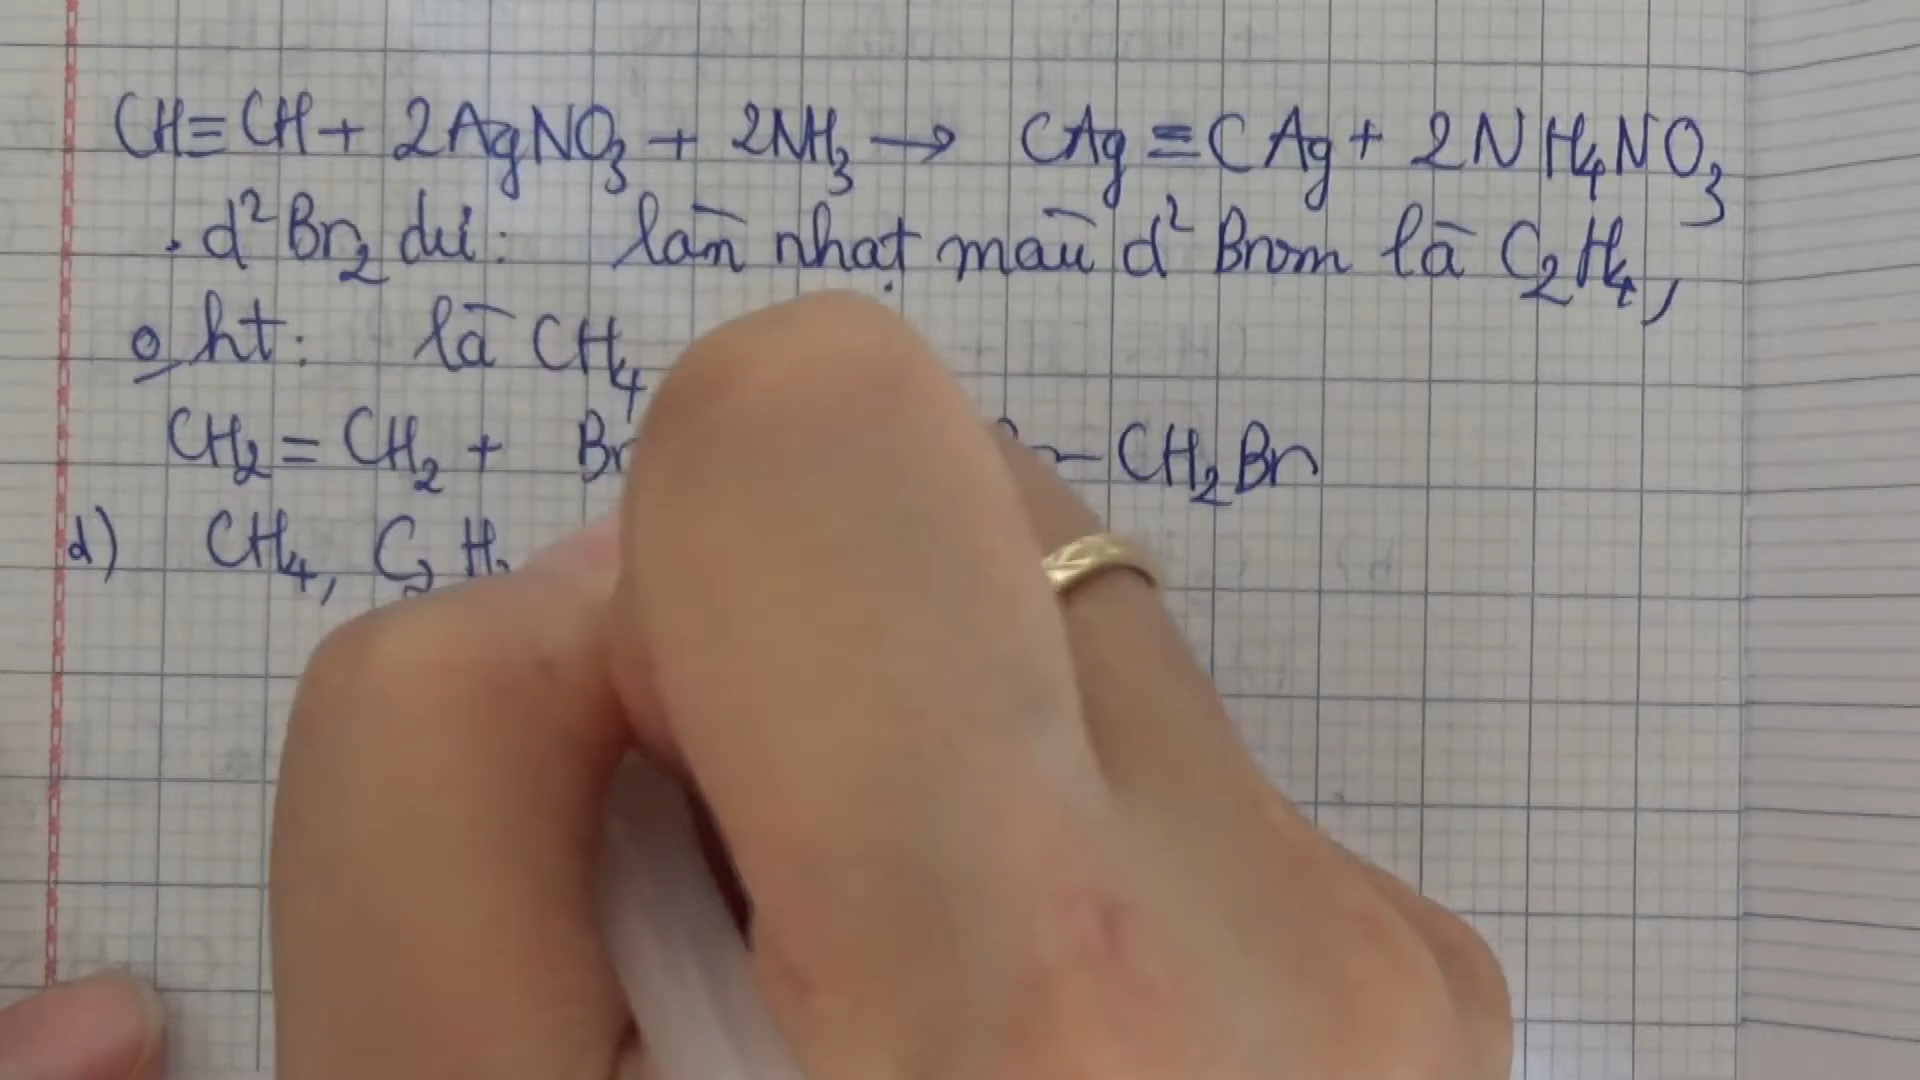 CH≡CH + 2AgNO₃ + 2NH₃ → CAg≡CAg + 2NH₄NO₃
. d² Br₂ dư: làm nhạt màu d² Brom là C₂H₄,
o ht: là CH₄
CH₂ = CH₂ + Br — CH₂Br
d) CH₄, C₂H₂